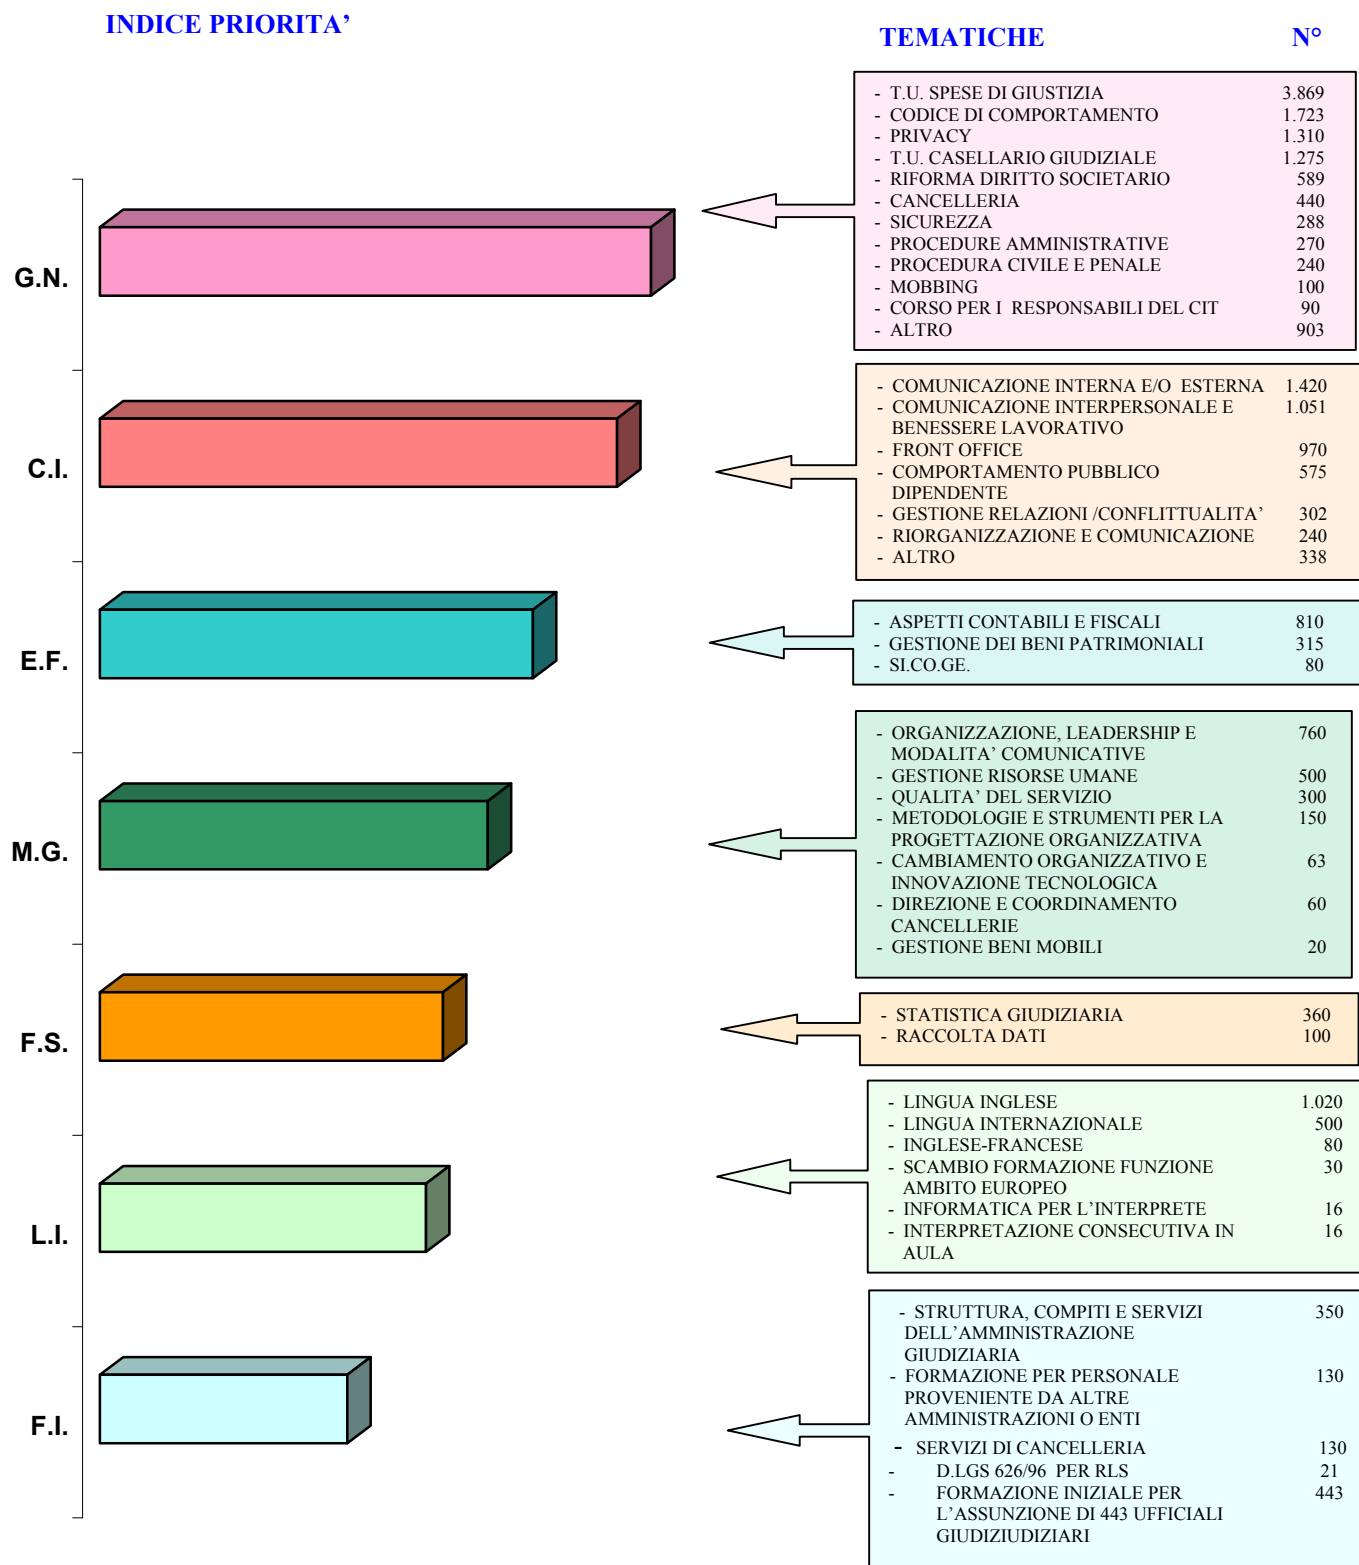 INDICE PRIORITA’
TEMATICHE N°
G.N.
- T.U. SPESE DI GIUSTIZIA 3.869
- CODICE DI COMPORTAMENTO 1.723
- PRIVACY 1.310
- T.U. CASELLARIO GIUDIZIALE 1.275
- RIFORMA DIRITTO SOCIETARIO 589
- CANCELLERIA 440
- SICUREZZA 288
- PROCEDURE AMMINISTRATIVE 270
- PROCEDURA CIVILE E PENALE 240
- MOBBING 100
- CORSO PER I RESPONSABILI DEL CIT 90
- ALTRO 903
C.I.
- COMUNICAZIONE INTERNA E/O ESTERNA 1.420
- COMUNICAZIONE INTERPERSONALE E 1.051
BENESSERE LAVORATIVO
- FRONT OFFICE 970
- COMPORTAMENTO PUBBLICO 575
DIPENDENTE
- GESTIONE RELAZIONI /CONFLITTUALITA’ 302
- RIORGANIZZAZIONE E COMUNICAZIONE 240
- ALTRO 338
E.F.
- ASPETTI CONTABILI E FISCALI 810
- GESTIONE DEI BENI PATRIMONIALI 315
- SI.CO.GE. 80
M.G.
- ORGANIZZAZIONE, LEADERSHIP E 760
MODALITA’ COMUNICATIVE
- GESTIONE RISORSE UMANE 500
- QUALITA’ DEL SERVIZIO 300
- METODOLOGIE E STRUMENTI PER LA 150
PROGETTAZIONE ORGANIZZATIVA
- CAMBIAMENTO ORGANIZZATIVO E 63
INNOVAZIONE TECNOLOGICA
- DIREZIONE E COORDINAMENTO 60
CANCELLERIE
- GESTIONE BENI MOBILI 20
F.S.
- STATISTICA GIUDIZIARIA 360
- RACCOLTA DATI 100
L.I.
- LINGUA INGLESE 1.020
- LINGUA INTERNAZIONALE 500
- INGLESE-FRANCESE 80
- SCAMBIO FORMAZIONE FUNZIONE 30
AMBITO EUROPEO
- INFORMATICA PER L’INTERPRETE 16
- INTERPRETAZIONE CONSECUTIVA IN 16
AULA
F.I.
- STRUTTURA, COMPITI E SERVIZI 350
DELL’AMMINISTRAZIONE
GIUDIZIARIA
- FORMAZIONE PER PERSONALE 130
PROVENIENTE DA ALTRE
AMMINISTRAZIONI O ENTI
- SERVIZI DI CANCELLERIA 130
- D.LGS 626/96 PER RLS 21
- FORMAZIONE INIZIALE PER 443
L’ASSUNZIONE DI 443 UFFICIALI
GIUDIZIUDIZIARI